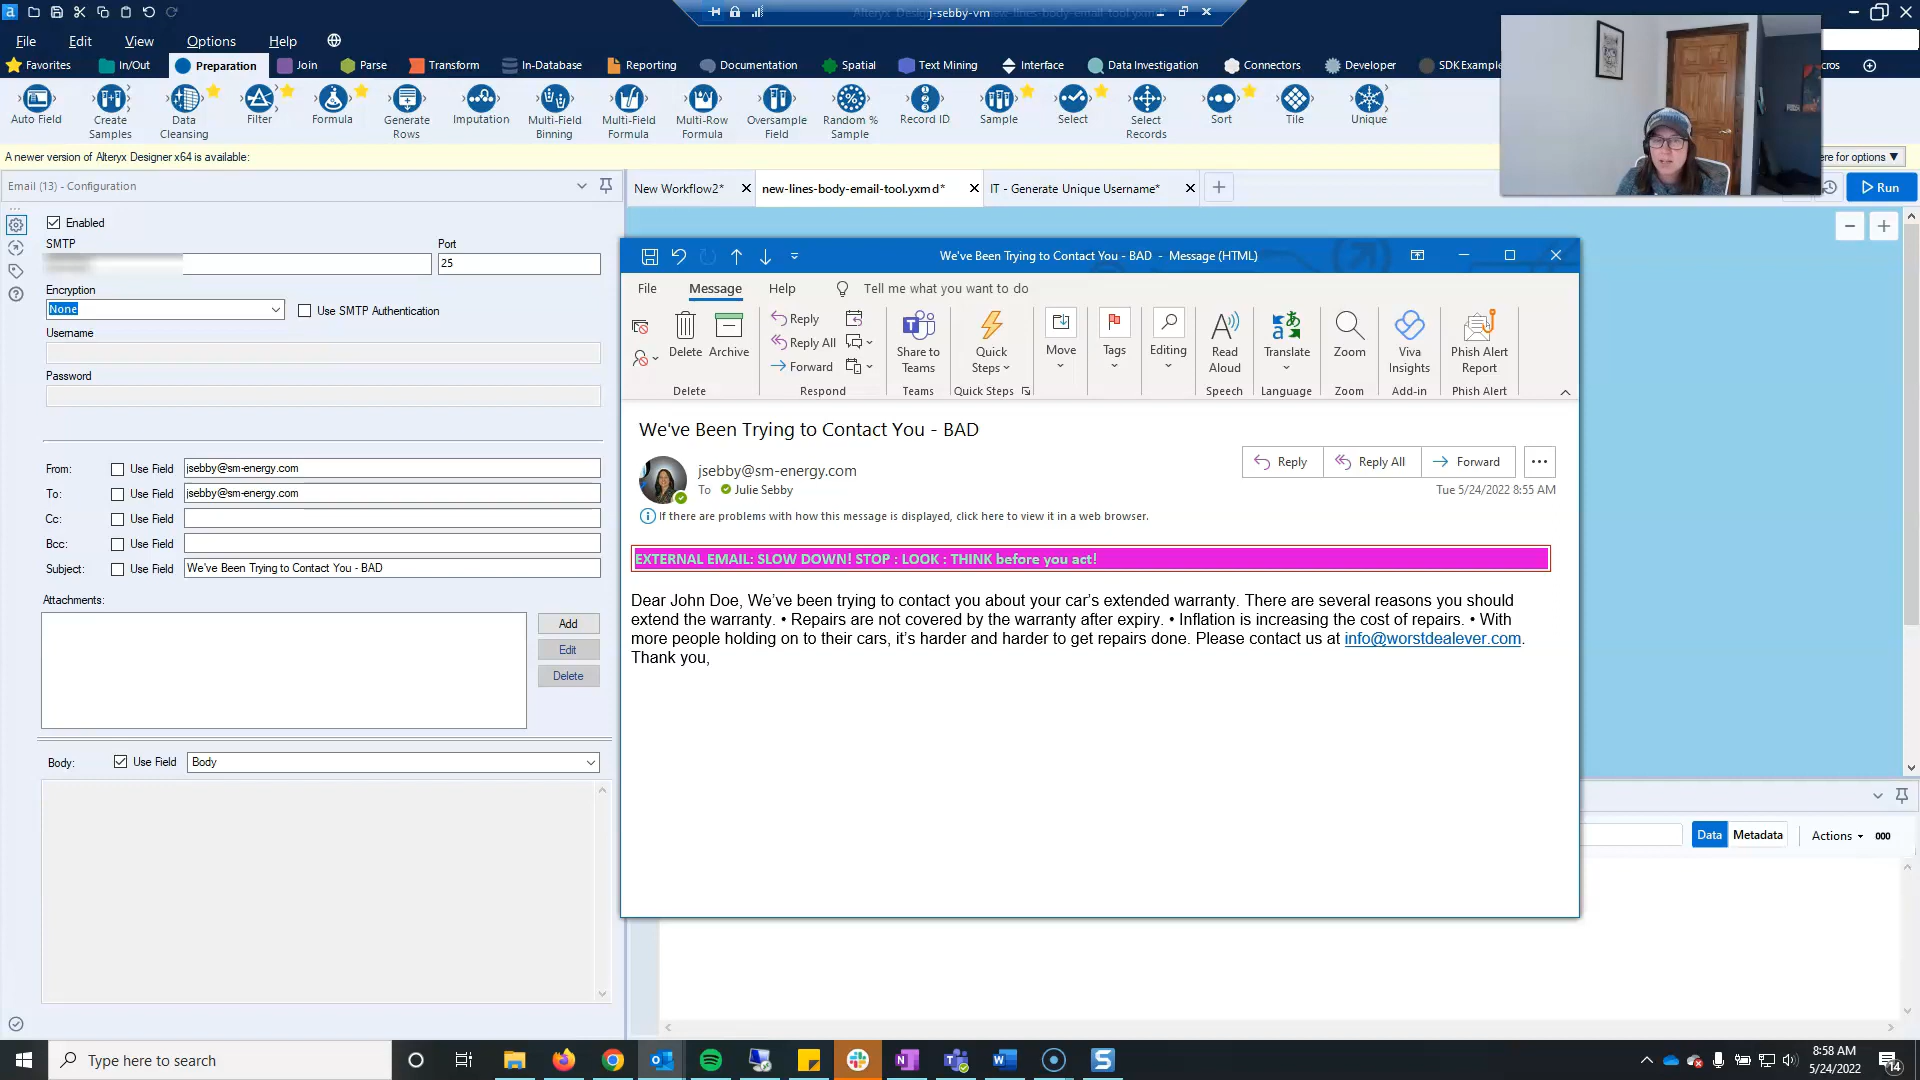 j-sebby-vm
File Edit View Options Help
Favorites In/Out Preparation Join Parse Transform In-Database Reporting Documentation Spatial Text Mining Interface Data Investigation Connectors Developer SDK Example cros
Auto Field
Create Samples
Data Cleansing
Filter
Formula
Generate Rows
Imputation
Multi-Field Binning
Multi-Field Formula
Multi-Row Formula
Oversample Field
Random % Sample
Record ID
Sample
Select
Select Records
Sort
Tile
Unique
A newer version of Alteryx Designer x64 is available:
ere for options ▼
Email (13) - Configuration
New Workflow2*
new-lines-body-email-tool.yxmd*
IT - Generate Unique Username*
Run
Enabled
SMTP
Port
25
Encryption
None
Use SMTP Authentication
Username
Password
From: Use Field jsebby@sm-energy.com
To: Use Field jsebby@sm-energy.com
Cc: Use Field
Bcc: Use Field
Subject: Use Field We've Been Trying to Contact You - BAD
Attachments:
Add
Edit
Delete
Body: Use Field Body
We've Been Trying to Contact You - BAD - Message (HTML)
File Message Help Tell me what you want to do
Delete
Archive
Reply
Reply All
Forward
Share to Teams
Quick Steps
Move
Tags
Editing
Read Aloud
Translate
Zoom
Viva Insights
Phish Alert Report
Delete Respond Teams Quick Steps Speech Language Zoom Add-in Phish Alert
We've Been Trying to Contact You - BAD
jsebby@sm-energy.com
To Julie Sebby
Reply Reply All Forward
Tue 5/24/2022 8:55 AM
If there are problems with how this message is displayed, click here to view it in a web browser.
EXTERNAL EMAIL: SLOW DOWN! STOP : LOOK : THINK before you act!
Dear John Doe, We've been trying to contact you about your car's extended warranty. There are several reasons you should
extend the warranty. • Repairs are not covered by the warranty after expiry. • Inflation is increasing the cost of repairs. • With
more people holding on to their cars, it's harder and harder to get repairs done. Please contact us at info@worstdealever.com.
Thank you,
Data Metadata Actions 000
Type here to search
8:58 AM
5/24/2022
14